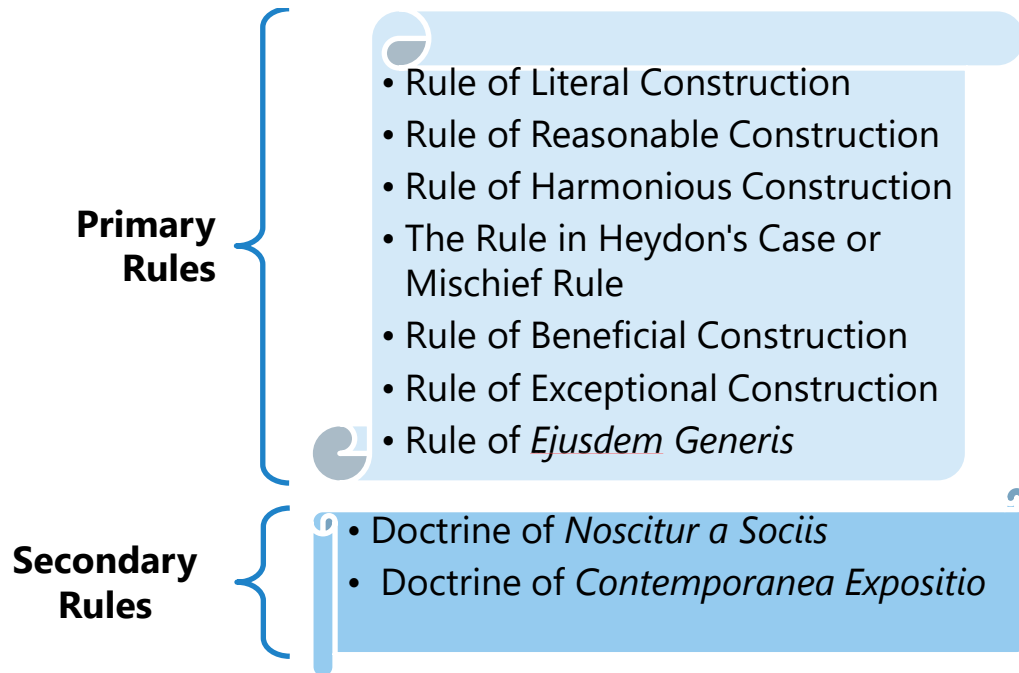 Primary
Rules
• Rule of Literal Construction
• Rule of Reasonable Construction
• Rule of Harmonious Construction
• The Rule in Heydon's Case or
Mischief Rule
• Rule of Beneficial Construction
• Rule of Exceptional Construction
• Rule of Ejusdem Generis
Secondary
Rules
• Doctrine of Noscitur a Sociis
• Doctrine of Contemporanea Expositio